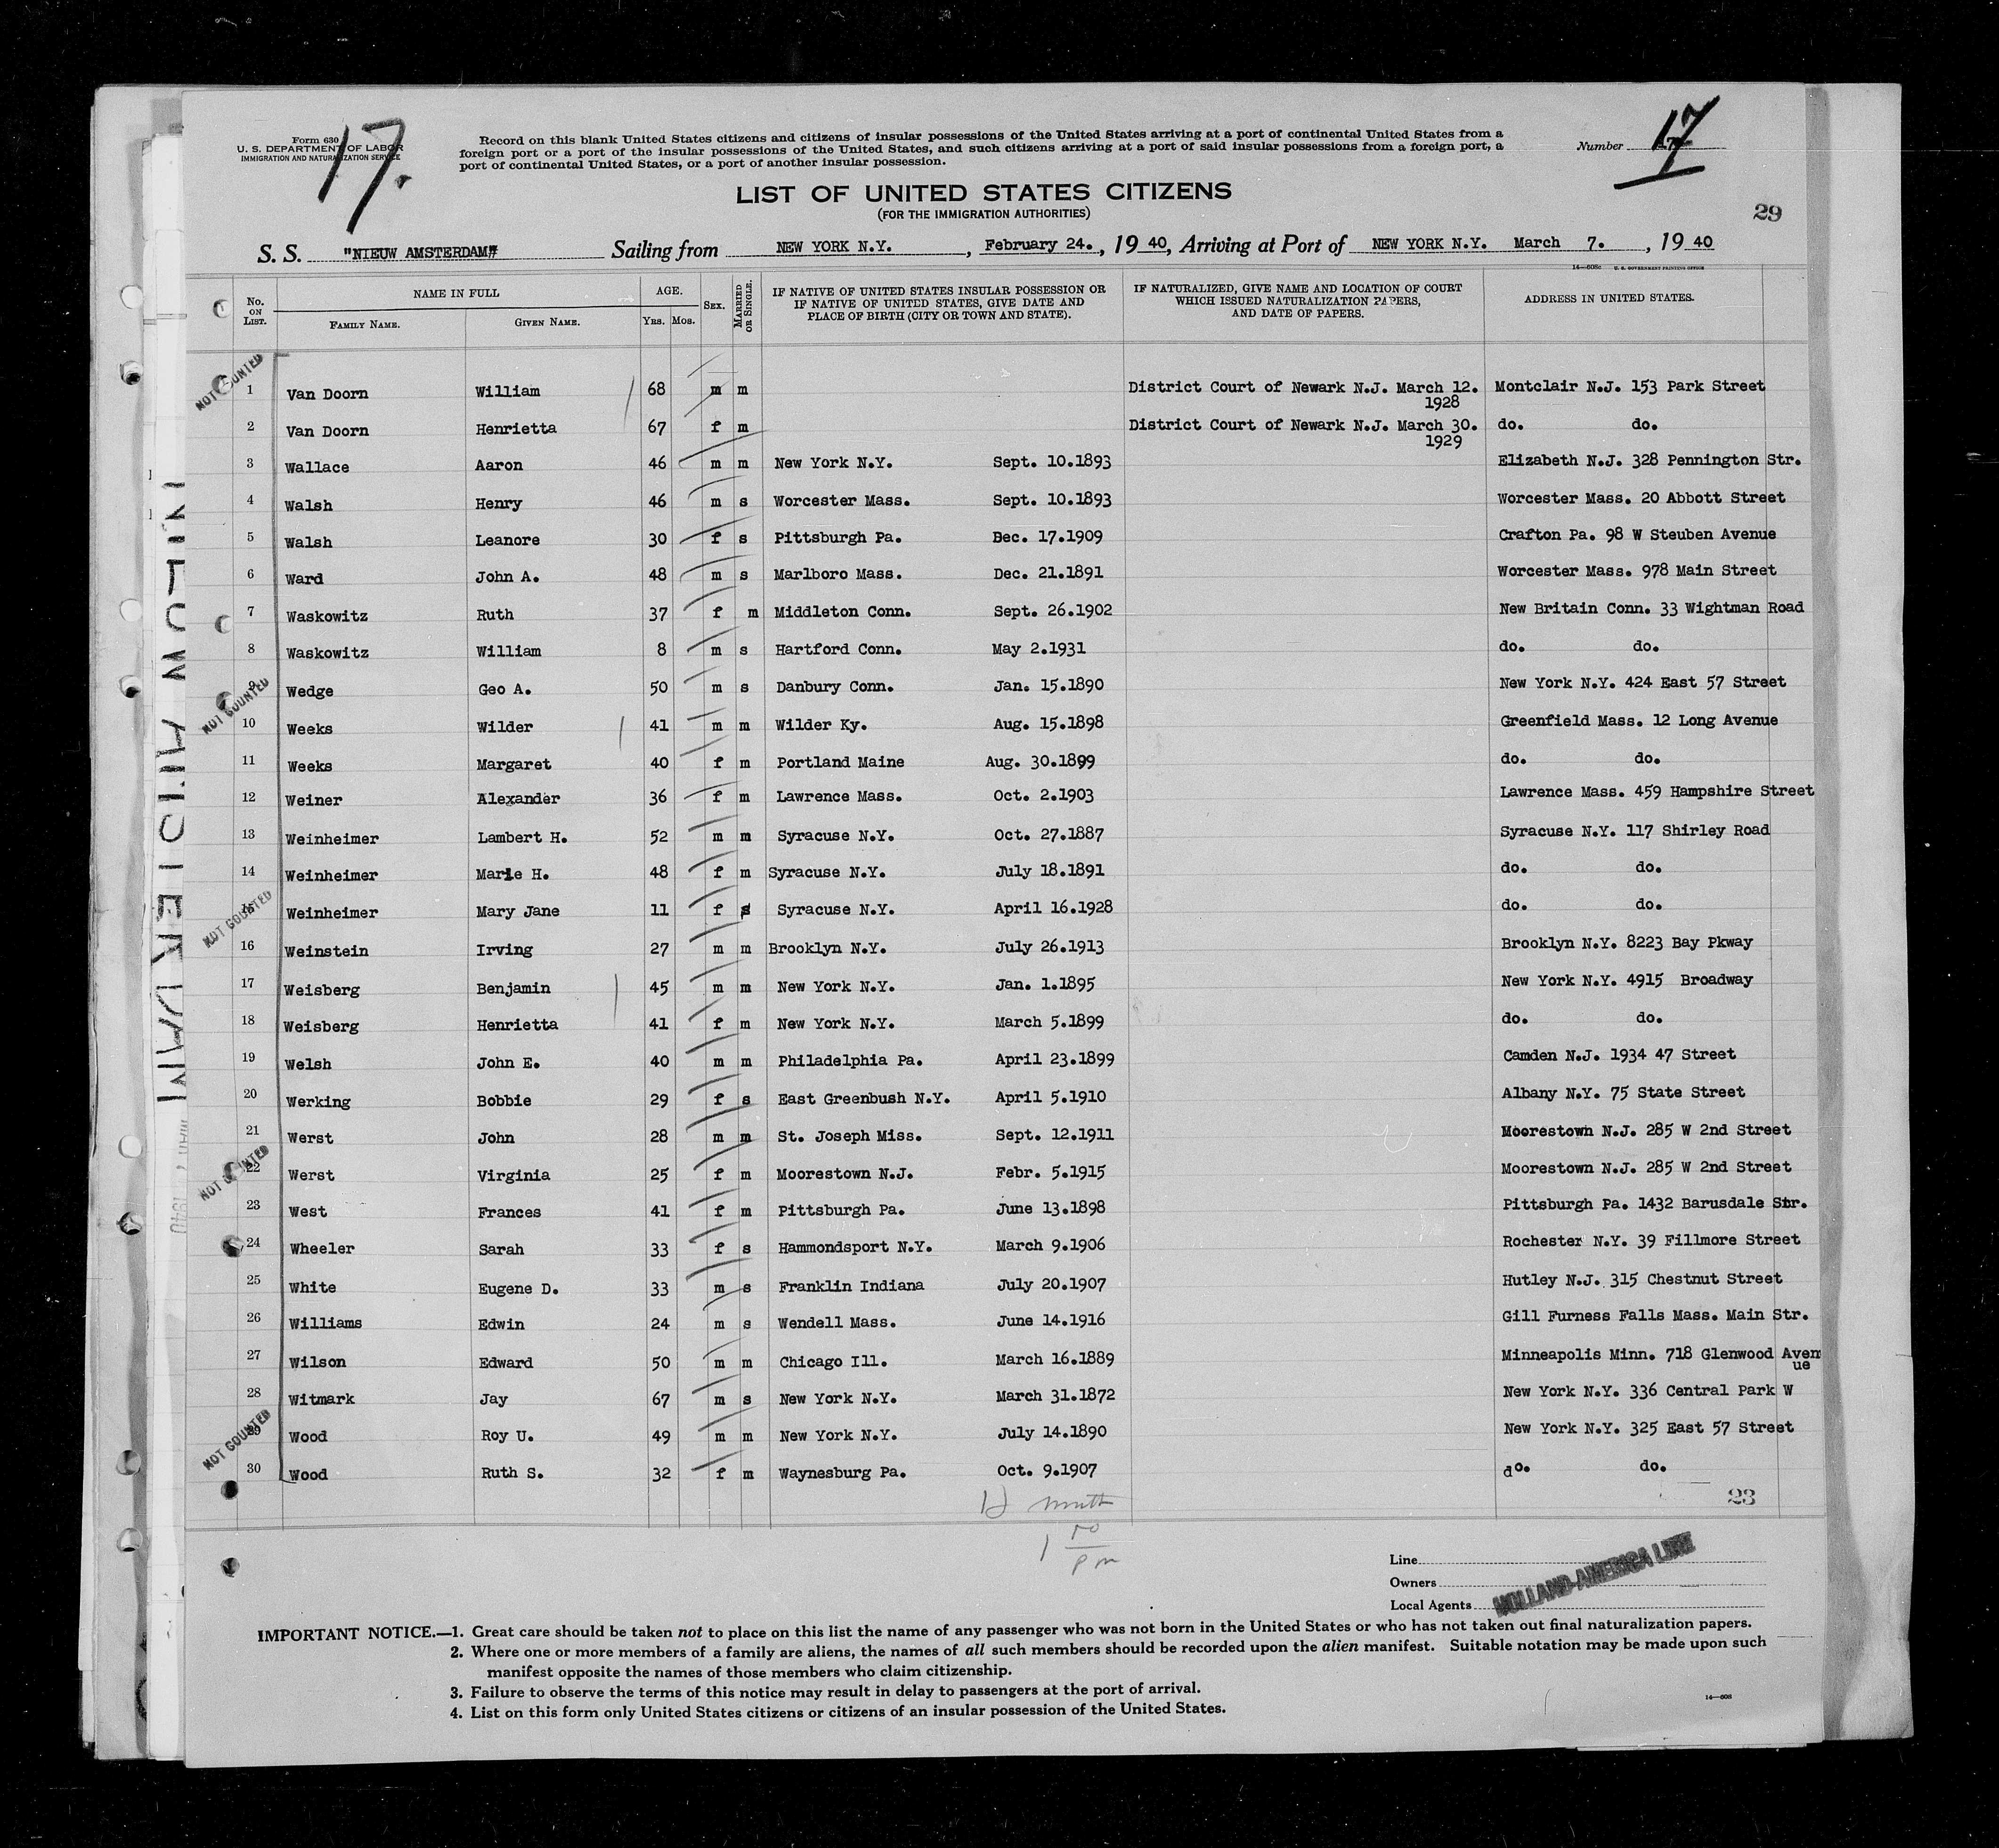 17.
Form 630
U. S. DEPARTMENT OF LABOR
IMMIGRATION AND NATURALIZATION SERVICE
Record on this blank United States citizens and citizens of insular possessions of the United States arriving at a port of continental United States from a
foreign port or a port of the insular possessions of the United States, and such citizens arriving at a port of said insular possessions from a foreign port, a
port of continental United States, or a port of another insular possession.
Number 17
LIST OF UNITED STATES CITIZENS
(FOR THE IMMIGRATION AUTHORITIES)
29
S. S. "NIEUW AMSTERDAM" Sailing from NEW YORK N.Y. , February 24. , 19 40, Arriving at Port of NEW YORK N.Y. March 7. , 19 40
14—608c U. S. GOVERNMENT PRINTING OFFICE
No. ON LIST. NAME IN FULL FAMILY NAME. GIVEN NAME. AGE. YRS. MOS. SEX. MARRIED OR SINGLE. IF NATIVE OF UNITED STATES INSULAR POSSESSION OR IF NATIVE OF UNITED STATES, GIVE DATE AND PLACE OF BIRTH (CITY OR TOWN AND STATE). IF NATURALIZED, GIVE NAME AND LOCATION OF COURT WHICH ISSUED NATURALIZATION PAPERS, AND DATE OF PAPERS. ADDRESS IN UNITED STATES.
NOT COUNTED
1 Van Doorn William 68 m m District Court of Newark N.J. March 12. 1928 Montclair N.J. 153 Park Street
2 Van Doorn Henrietta 67 f m District Court of Newark N.J. March 30. 1929 do. do.
3 Wallace Aaron 46 m m New York N.Y. Sept. 10.1893 Elizabeth N.J. 328 Pennington Str.
4 Walsh Henry 46 m s Worcester Mass. Sept. 10.1893 Worcester Mass. 20 Abbott Street
5 Walsh Leanore 30 f s Pittsburgh Pa. Bec. 17.1909 Crafton Pa. 98 W Steuben Avenue
6 Ward John A. 48 m s Marlboro Mass. Dec. 21.1891 Worcester Mass. 978 Main Street
7 Waskowitz Ruth 37 f m Middleton Conn. Sept. 26.1902 New Britain Conn. 33 Wightman Road
8 Waskowitz William 8 m s Hartford Conn. May 2.1931 do. do.
9 Wedge Geo A. 50 m s Danbury Conn. Jan. 15.1890 New York N.Y. 424 East 57 Street
NOT COUNTED
10 Weeks Wilder 41 m m Wilder Ky. Aug. 15.1898 Greenfield Mass. 12 Long Avenue
11 Weeks Margaret 40 f m Portland Maine Aug. 30.1899 do. do.
12 Weiner Alexander 36 f m Lawrence Mass. Oct. 2.1903 Lawrence Mass. 459 Hampshire Street
13 Weinheimer Lambert H. 52 m m Syracuse N.Y. Oct. 27.1887 Syracuse N.Y. 117 Shirley Road
14 Weinheimer Marie H. 48 f m Syracuse N.Y. July 18.1891 do. do.
15 Weinheimer Mary Jane 11 f s Syracuse N.Y. April 16.1928 do. do.
NOT COUNTED
16 Weinstein Irving 27 m m Brooklyn N.Y. July 26.1913 Brooklyn N.Y. 8223 Bay Pkway
17 Weisberg Benjamin 45 m m New York N.Y. Jan. 1.1895 New York N.Y. 4915 Broadway
18 Weisberg Henrietta 41 f m New York N.Y. March 5.1899 do. do.
19 Welsh John E. 40 m m Philadelphia Pa. April 23.1899 Camden N.J. 1934 47 Street
20 Werking Bobbie 29 f s East Greenbush N.Y. April 5.1910 Albany N.Y. 75 State Street
21 Werst John 28 m m St. Joseph Miss. Sept. 12.1911 Moorestown N.J. 285 W 2nd Street
NOT COUNTED
22 Werst Virginia 25 f m Moorestown N.J. Febr. 5.1915 Moorestown N.J. 285 W 2nd Street
23 West Frances 41 f m Pittsburgh Pa. June 13.1898 Pittsburgh Pa. 1432 Barusdale Str.
24 Wheeler Sarah 33 f s Hammondsport N.Y. March 9.1906 Rochester N.Y. 39 Fillmore Street
25 White Eugene D. 33 m s Franklin Indiana July 20.1907 Hutley N.J. 315 Chestnut Street
26 Williams Edwin 24 m s Wendell Mass. June 14.1916 Gill Furness Falls Mass. Main Str.
27 Wilson Edward 50 m m Chicago Ill. March 16.1889 Minneapolis Minn. 718 Glenwood Aven ue
28 Witmark Jay 67 m s New York N.Y. March 31.1872 New York N.Y. 336 Central Park W
29 Wood Roy U. 49 m m New York N.Y. July 14.1890 New York N.Y. 325 East 57 Street
NOT COUNTED
30 Wood Ruth S. 32 f m Waynesburg Pa. Oct. 9.1907 do. do.
23
NIEUW AMSTERDAM
1940
Line
Owners
Local Agents
HOLLAND-AMERICA LINE
IMPORTANT NOTICE.—1. Great care should be taken not to place on this list the name of any passenger who was not born in the United States or who has not taken out final naturalization papers.
2. Where one or more members of a family are aliens, the names of all such members should be recorded upon the alien manifest. Suitable notation may be made upon such
manifest opposite the names of those members who claim citizenship.
3. Failure to observe the terms of this notice may result in delay to passengers at the port of arrival.
4. List on this form only United States citizens or citizens of an insular possession of the United States.
14—608